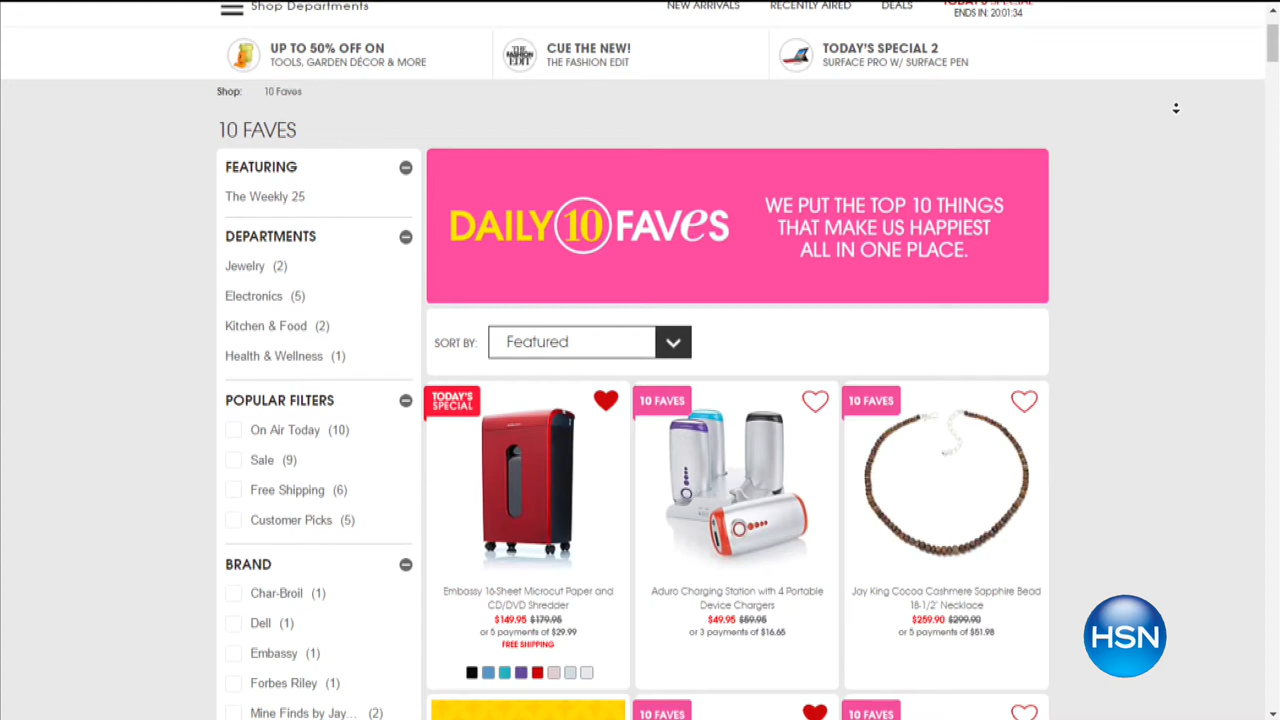 Shop Departments
NEW ARRIVALS
RECENTLY AIRED
DEALS
TODAY'S SPECIAL
ENDS IN: 20:01:34
UP TO 50% OFF ON
TOOLS, GARDEN DÉCOR & MORE
THE FASHION EDIT
CUE THE NEW!
THE FASHION EDIT
TODAY'S SPECIAL 2
SURFACE PRO W/ SURFACE PEN
Shop: 10 Faves
10 FAVES
FEATURING
The Weekly 25
DEPARTMENTS
Jewelry (2)
Electronics (5)
Kitchen & Food (2)
Health & Wellness (1)
POPULAR FILTERS
On Air Today (10)
Sale (9)
Free Shipping (6)
Customer Picks (5)
BRAND
Char-Broil (1)
Dell (1)
Embassy (1)
Forbes Riley (1)
Mine Finds by Jay... (2)
DAILY 10 FAVES
WE PUT THE TOP 10 THINGS
THAT MAKE US HAPPIEST
ALL IN ONE PLACE.
SORT BY: Featured
TODAY'S
SPECIAL
Embassy 16-Sheet Microcut Paper and
CD/DVD Shredder
$149.95 $179.95
or 5 payments of $29.99
FREE SHIPPING
10 FAVES
Aduro Charging Station with 4 Portable
Device Chargers
$49.95 $59.95
or 3 payments of $16.65
10 FAVES
Jay King Cocoa Cashmere Sapphire Bead
18-1/2" Necklace
$259.90 $299.90
or 5 payments of $51.98
10 FAVES
10 FAVES
HSN